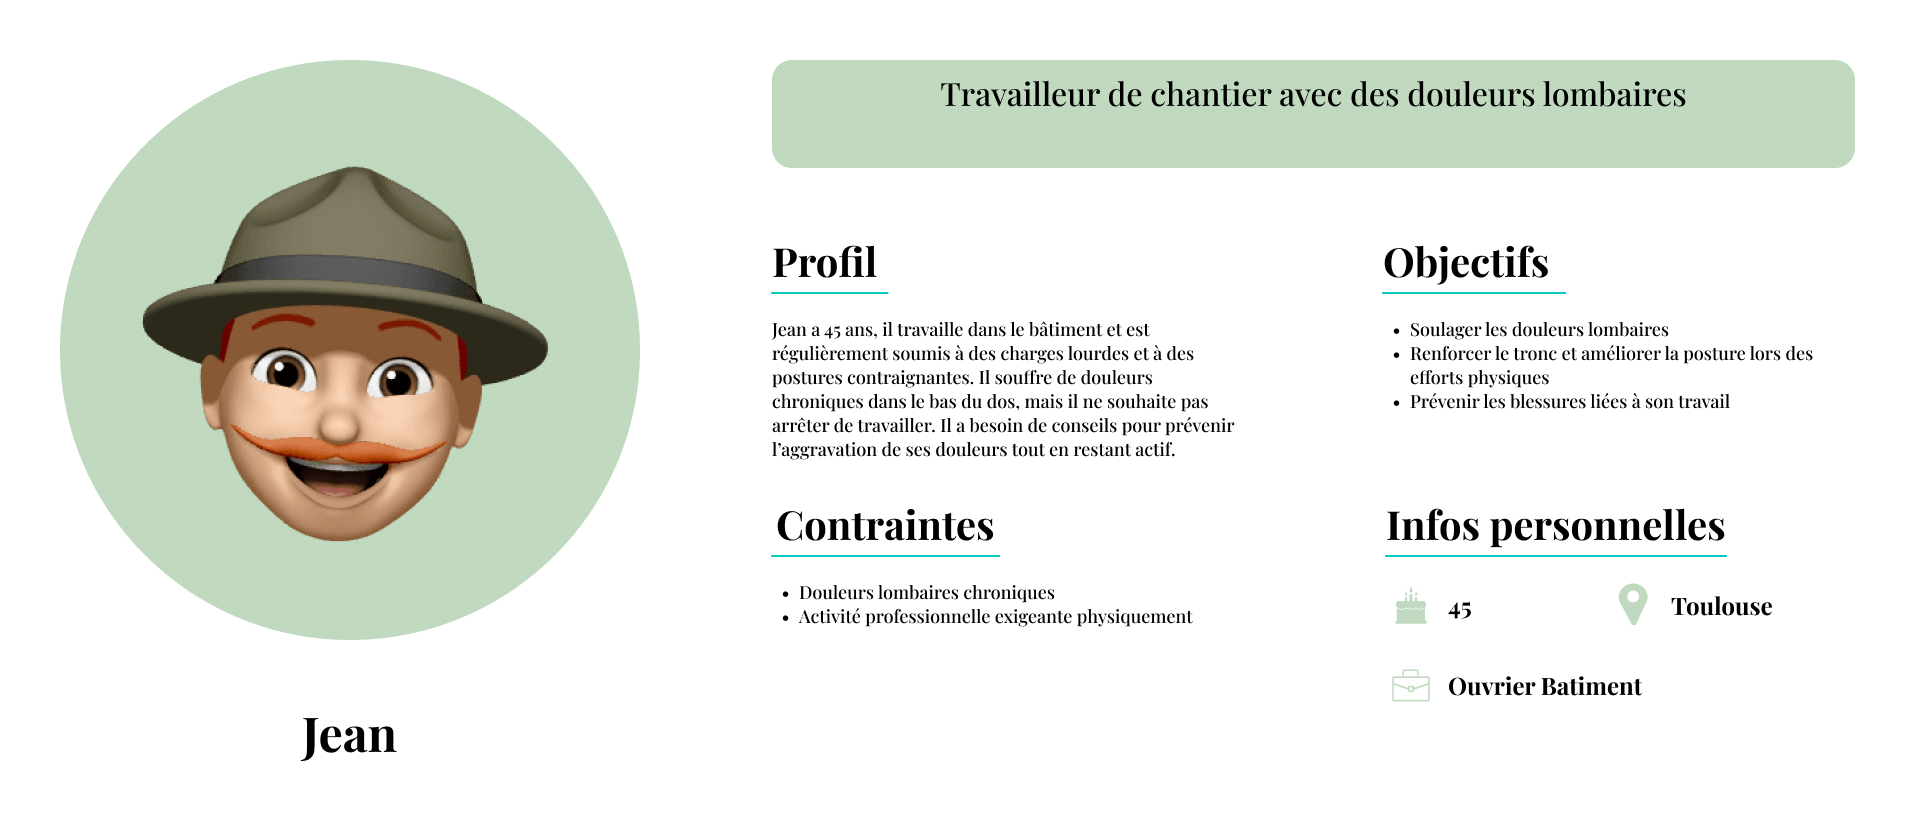 Travailleur de chantier avec des douleurs lombaires
Profil
Jean a 45 ans, il travaille dans le bâtiment et est
régulièrement soumis à des charges lourdes et à des
postures contraignantes. Il souffre de douleurs
chroniques dans le bas du dos, mais il ne souhaite pas
arrêter de travailler. Il a besoin de conseils pour prévenir
l’aggravation de ses douleurs tout en restant actif.
Objectifs
• Soulager les douleurs lombaires
• Renforcer le tronc et améliorer la posture lors des
efforts physiques
• Prévenir les blessures liées à son travail
Contraintes
• Douleurs lombaires chroniques
• Activité professionnelle exigeante physiquement
Infos personnelles
45
Toulouse
Ouvrier Batiment
Jean